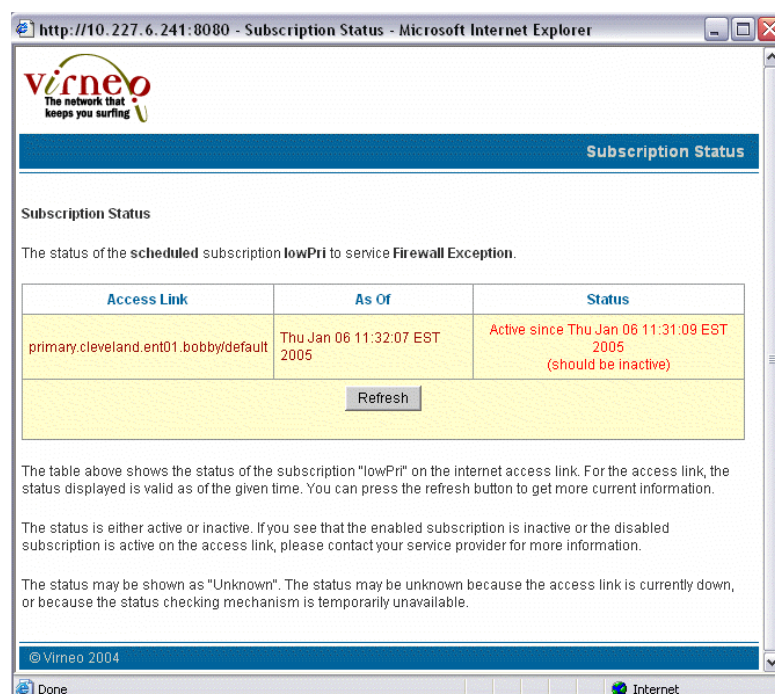 http://10.227.6.241:8080 - Subscription Status - Microsoft Internet Explorer
virneo
The network that
keeps you surfing
Subscription Status
Subscription Status
The status of the scheduled subscription lowPri to service Firewall Exception.
Access Link
As Of
Status
primary.cleveland.ent01.bobby/default
Thu Jan 06 11:32:07 EST
2005
Active since Thu Jan 06 11:31:09 EST
2005
(should be inactive)
Refresh
The table above shows the status of the subscription "lowPri" on the internet access link. For the access link, the
status displayed is valid as of the given time. You can press the refresh button to get more current information.
The status is either active or inactive. If you see that the enabled subscription is inactive or the disabled
subscription is active on the access link, please contact your service provider for more information.
The status may be shown as "Unknown". The status may be unknown because the access link is currently down,
or because the status checking mechanism is temporarily unavailable.
© Virneo 2004
Done
Internet